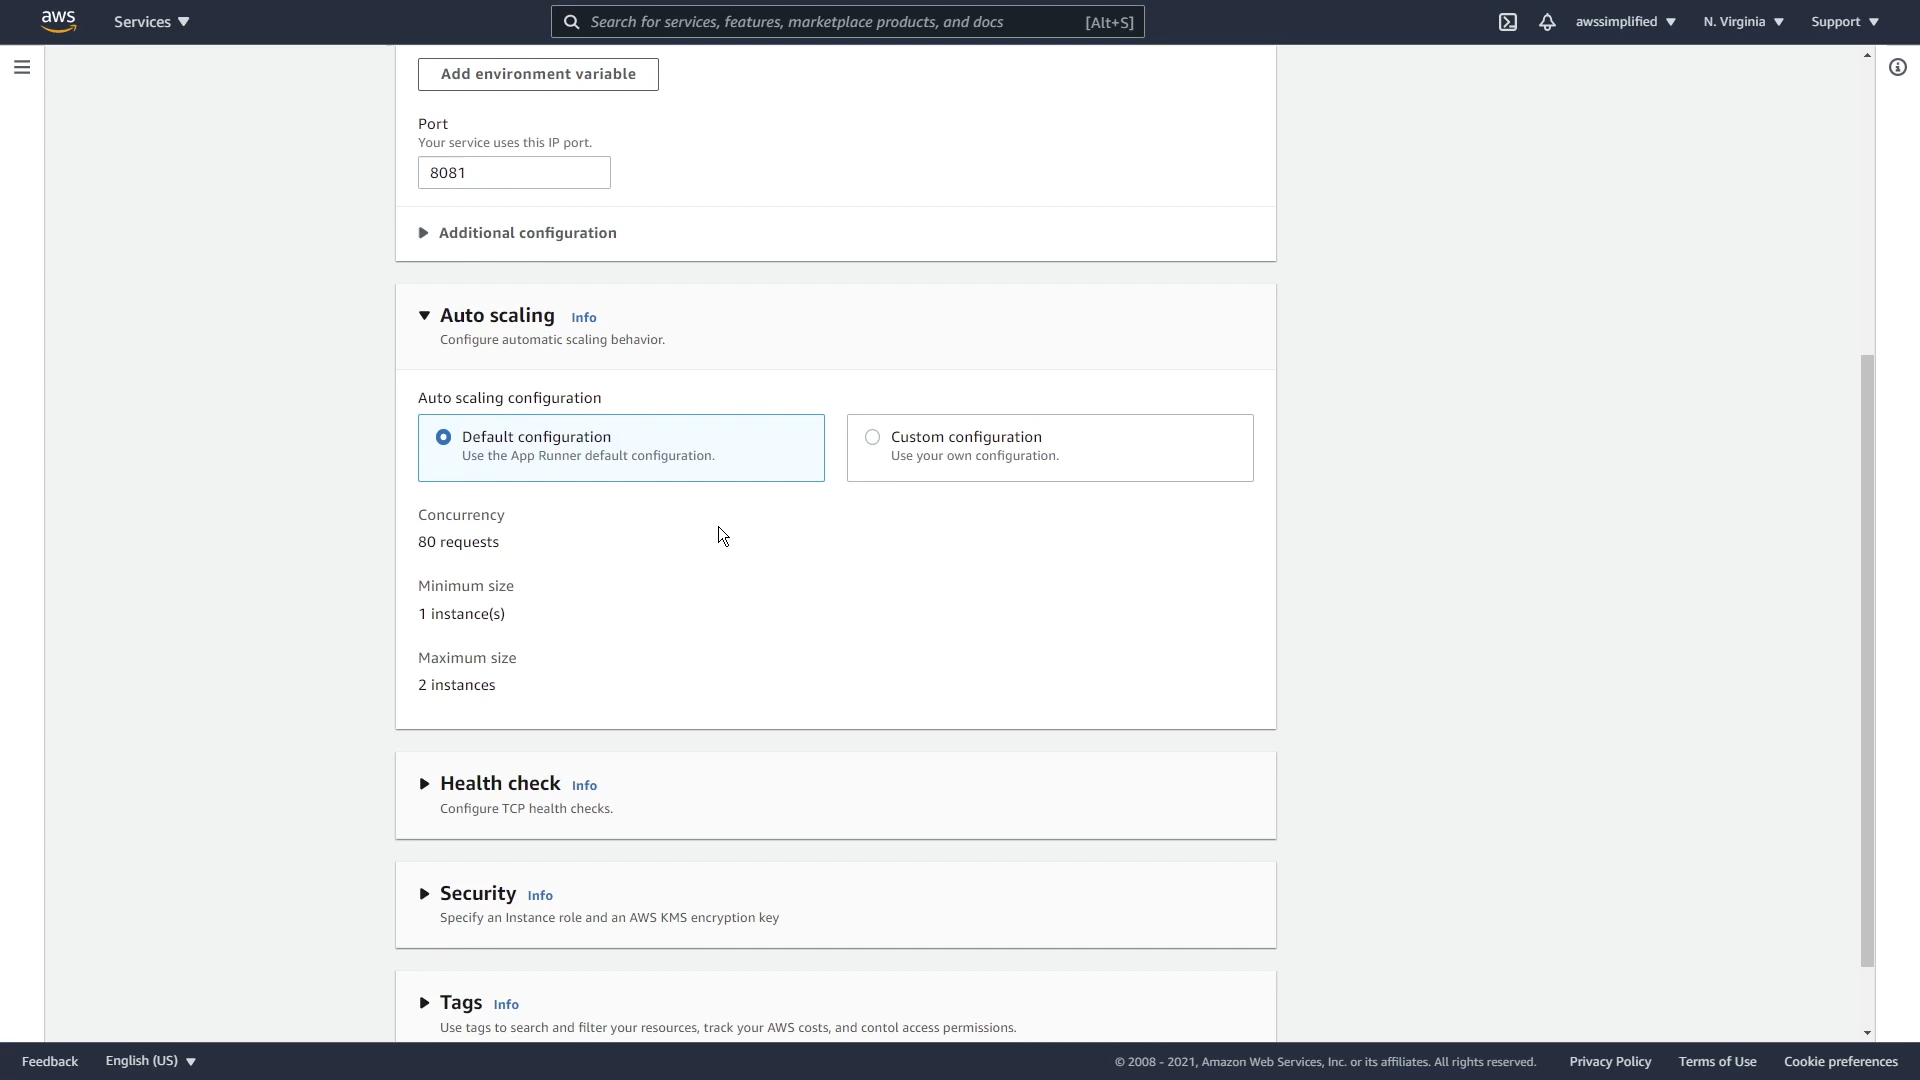 aws
Services
Search for services, features, marketplace products, and docs
[Alt+S]
awssimplified
N. Virginia
Support
Add environment variable
Port
Your service uses this IP port.
8081
Additional configuration
Auto scaling Info
Configure automatic scaling behavior.
Auto scaling configuration
Default configuration
Use the App Runner default configuration.
Custom configuration
Use your own configuration.
Concurrency
80 requests
Minimum size
1 instance(s)
Maximum size
2 instances
Health check Info
Configure TCP health checks.
Security Info
Specify an Instance role and an AWS KMS encryption key
Tags Info
Use tags to search and filter your resources, track your AWS costs, and contol access permissions.
Feedback
English (US)
© 2008 - 2021, Amazon Web Services, Inc. or its affiliates. All rights reserved.
Privacy Policy
Terms of Use
Cookie preferences